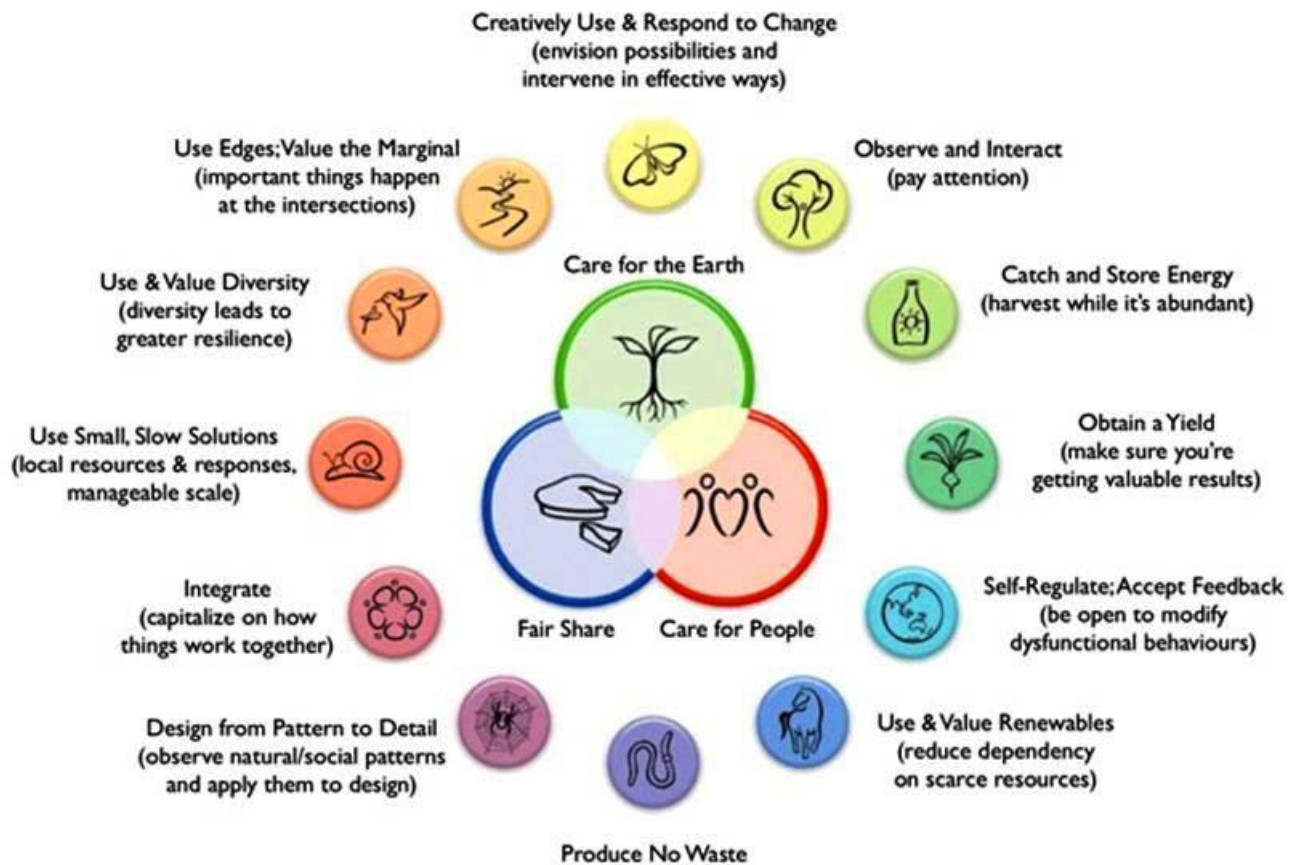 Creatively Use & Respond to Change
(envision possibilities and
intervene in effective ways)
Use Edges; Value the Marginal
(important things happen
at the intersections)
Observe and Interact
(pay attention)
Care for the Earth
Use & Value Diversity
(diversity leads to
greater resilience)
Catch and Store Energy
(harvest while it's abundant)
Use Small, Slow Solutions
(local resources & responses,
manageable scale)
Obtain a Yield
(make sure you're
getting valuable results)
Integrate
(capitalize on how
things work together)
Self-Regulate; Accept Feedback
(be open to modify
dysfunctional behaviours)
Fair Share
Care for People
Design from Pattern to Detail
(observe natural/social patterns
and apply them to design)
Use & Value Renewables
(reduce dependency
on scarce resources)
Produce No Waste